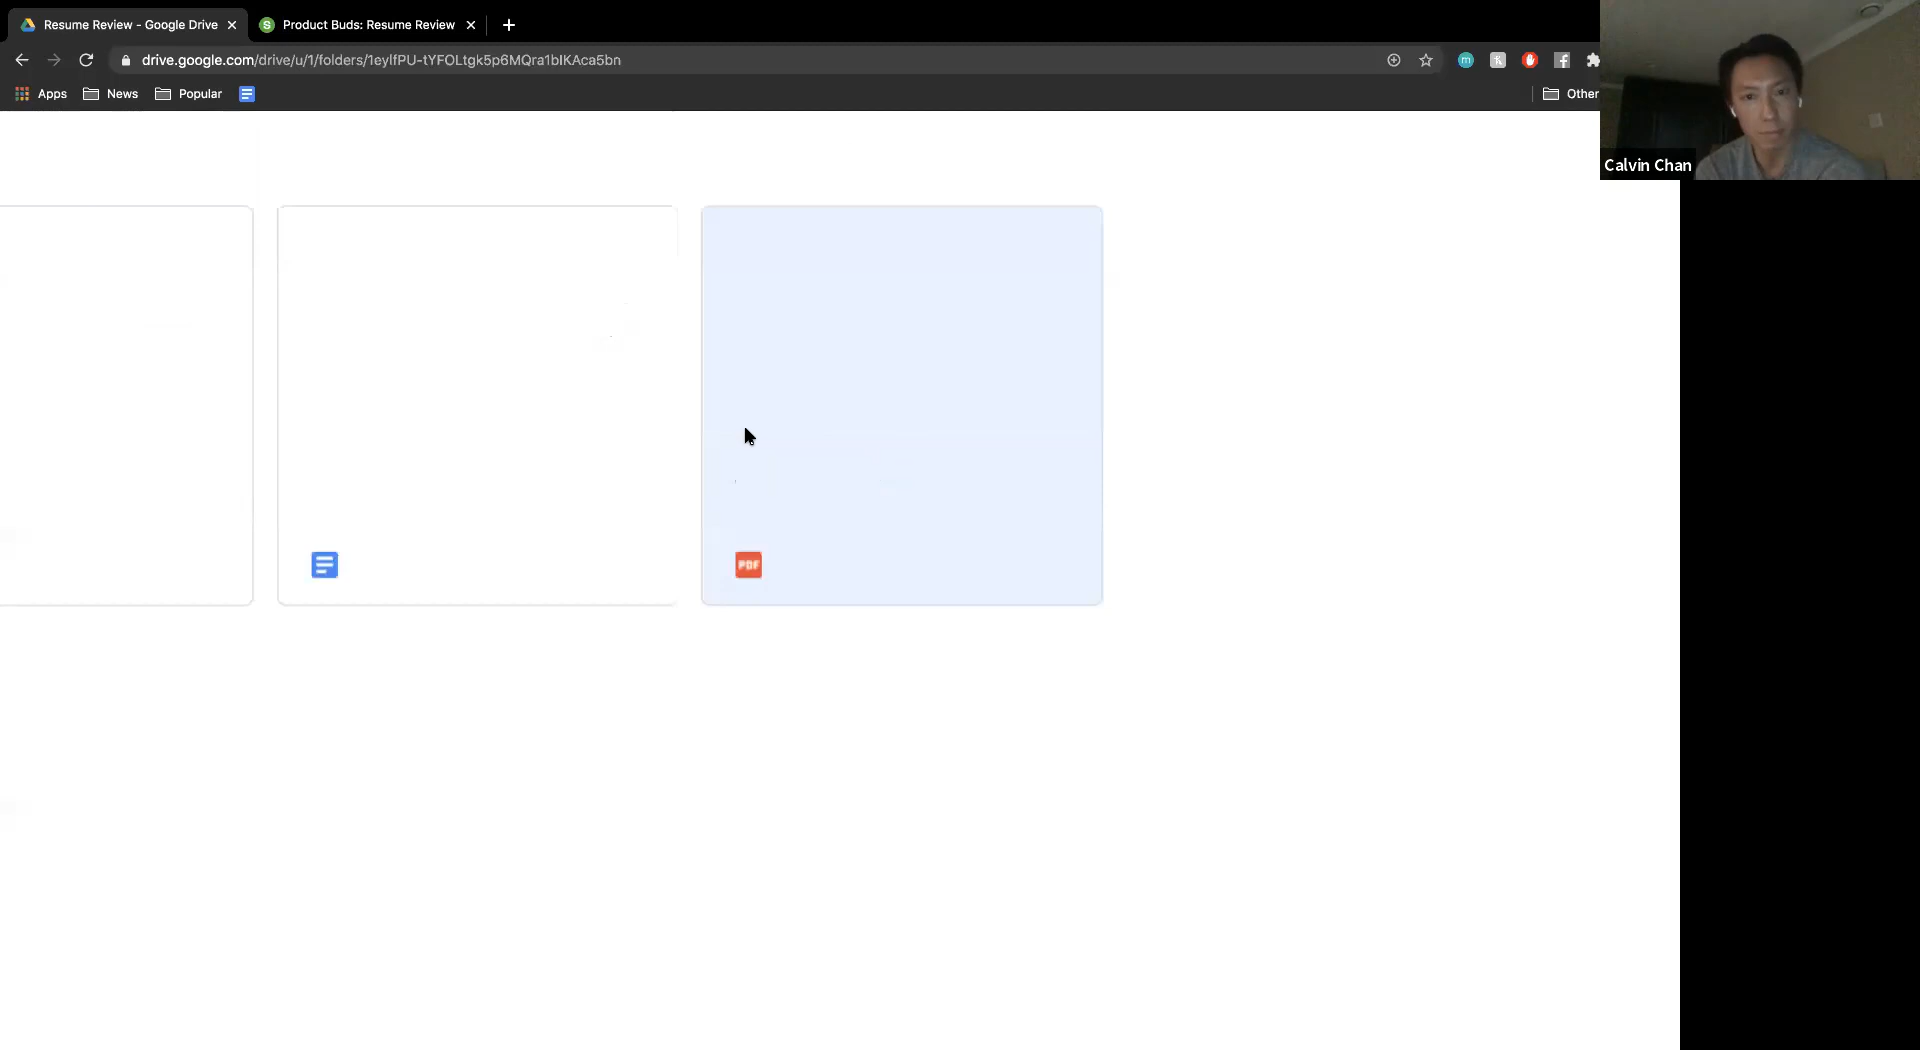 Resume Review - Google Drive
Product Buds: Resume Review
drive.google.com/drive/u/1/folders/1eylfPU-tYFOLtgk5p6MQra1blKAca5bn
Apps
News
Popular
Other
Calvin Chan
PDF